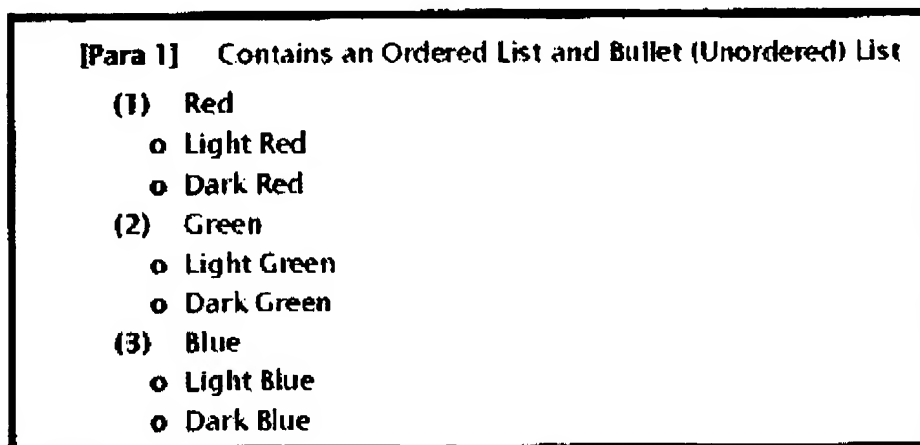 [Para 1] Contains an Ordered List and Bullet (Unordered) List
(1) Red
o Light Red
o Dark Red
(2) Green
o Light Green
o Dark Green
(3) Blue
o Light Blue
o Dark Blue